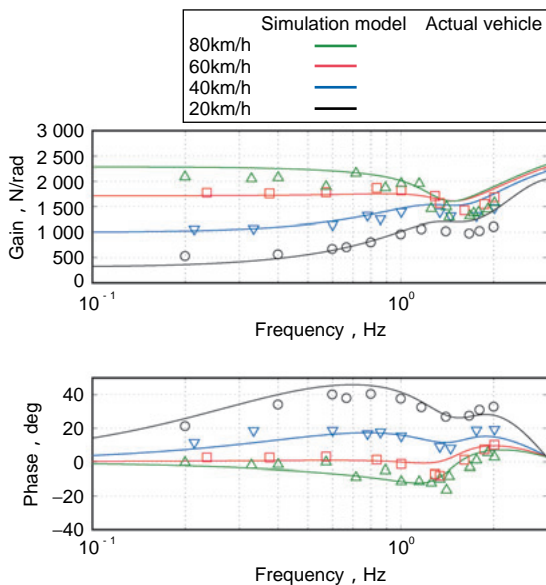 Simulation model Actual vehicle
80km/h
60km/h
40km/h
20km/h
Gain , N/rad
3 000
2 500
2 000
1 500
1 000
500
0
10⁻¹ 10⁰
Frequency , Hz
Phase , deg
40
20
0
−20
−40
10⁻¹ 10⁰
Frequency , Hz